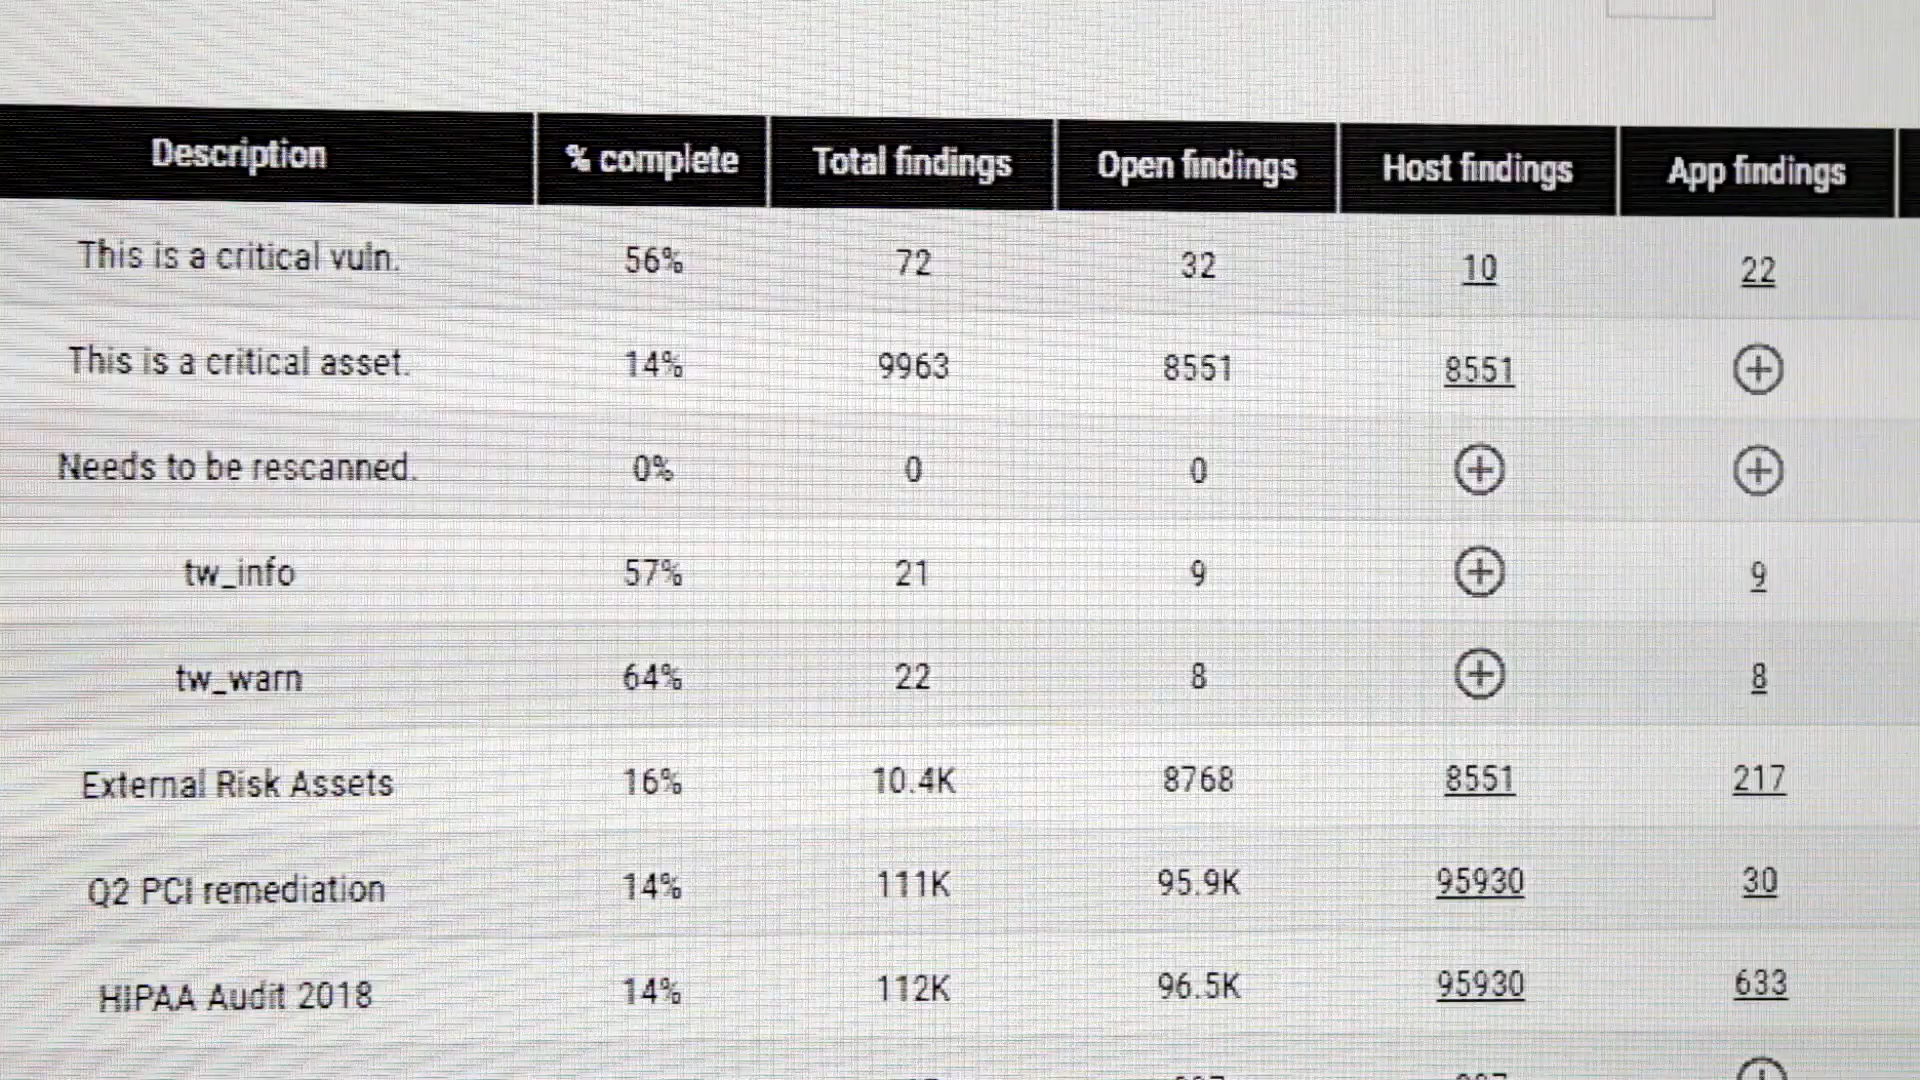 Description % complete Total findings Open findings Host findings App findings
This is a critical vuln. 56% 72 32 10 22
This is a critical asset. 14% 9963 8551 8551
Needs to be rescanned. 0% 0 0
tw_info 57% 21 9 9
tw_warn 64% 22 8 8
External Risk Assets 16% 10.4K 8768 8551 217
Q2 PCI remediation 14% 111K 95.9K 95930 30
HIPAA Audit 2018 14% 112K 96.5K 95930 633